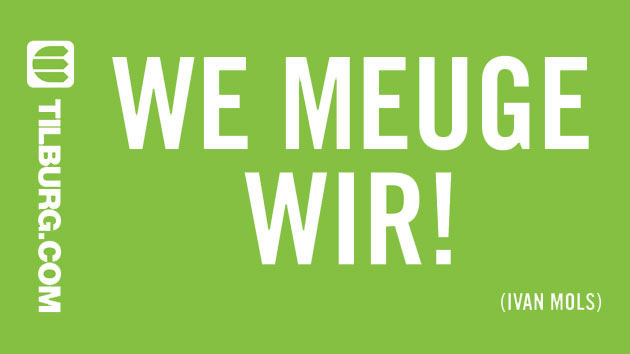 TILBURG.COM
WE MEUGE
WIR!
(IVAN MOLS)